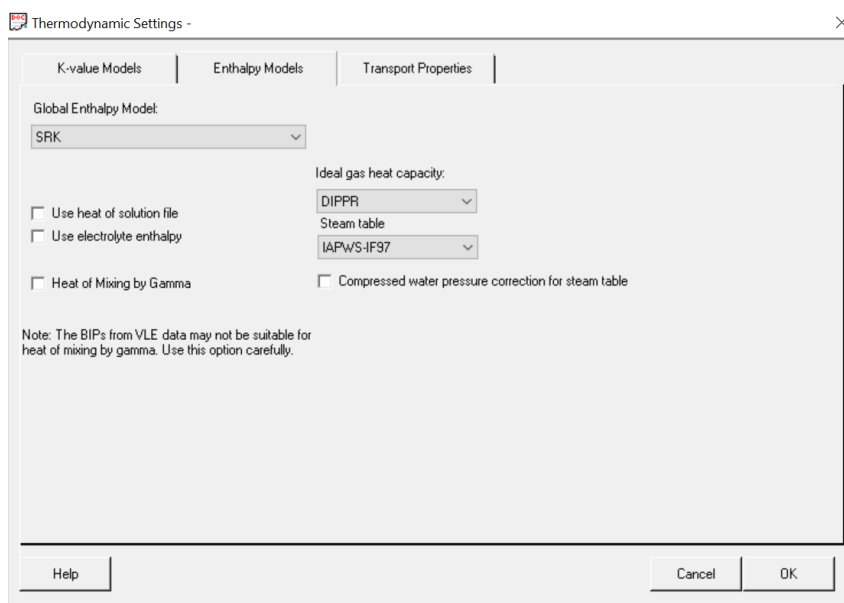 Thermodynamic Settings -
K-value Models
Enthalpy Models
Transport Properties
Global Enthalpy Model:
SRK
Ideal gas heat capacity:
DIPPR
Use heat of solution file
Steam table
Use electrolyte enthalpy
IAPWS-IF97
Heat of Mixing by Gamma
Compressed water pressure correction for steam table
Note: The BIPs from VLE data may not be suitable for
heat of mixing by gamma. Use this option carefully.
Help
Cancel
OK